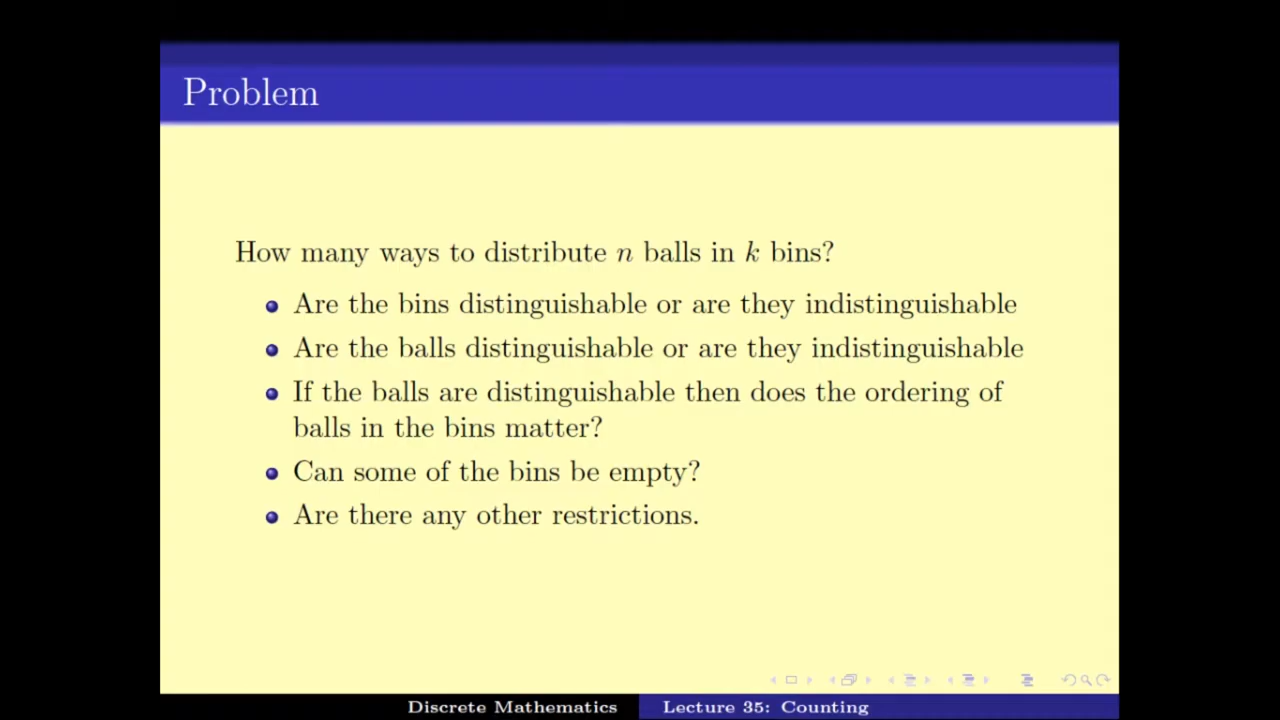 Problem
How many ways to distribute n balls in k bins?
Are the bins distinguishable or are they indistinguishable
Are the balls distinguishable or are they indistinguishable
If the balls are distinguishable then does the ordering of
balls in the bins matter?
Can some of the bins be empty?
Are there any other restrictions.
Discrete Mathematics
Lecture 35: Counting